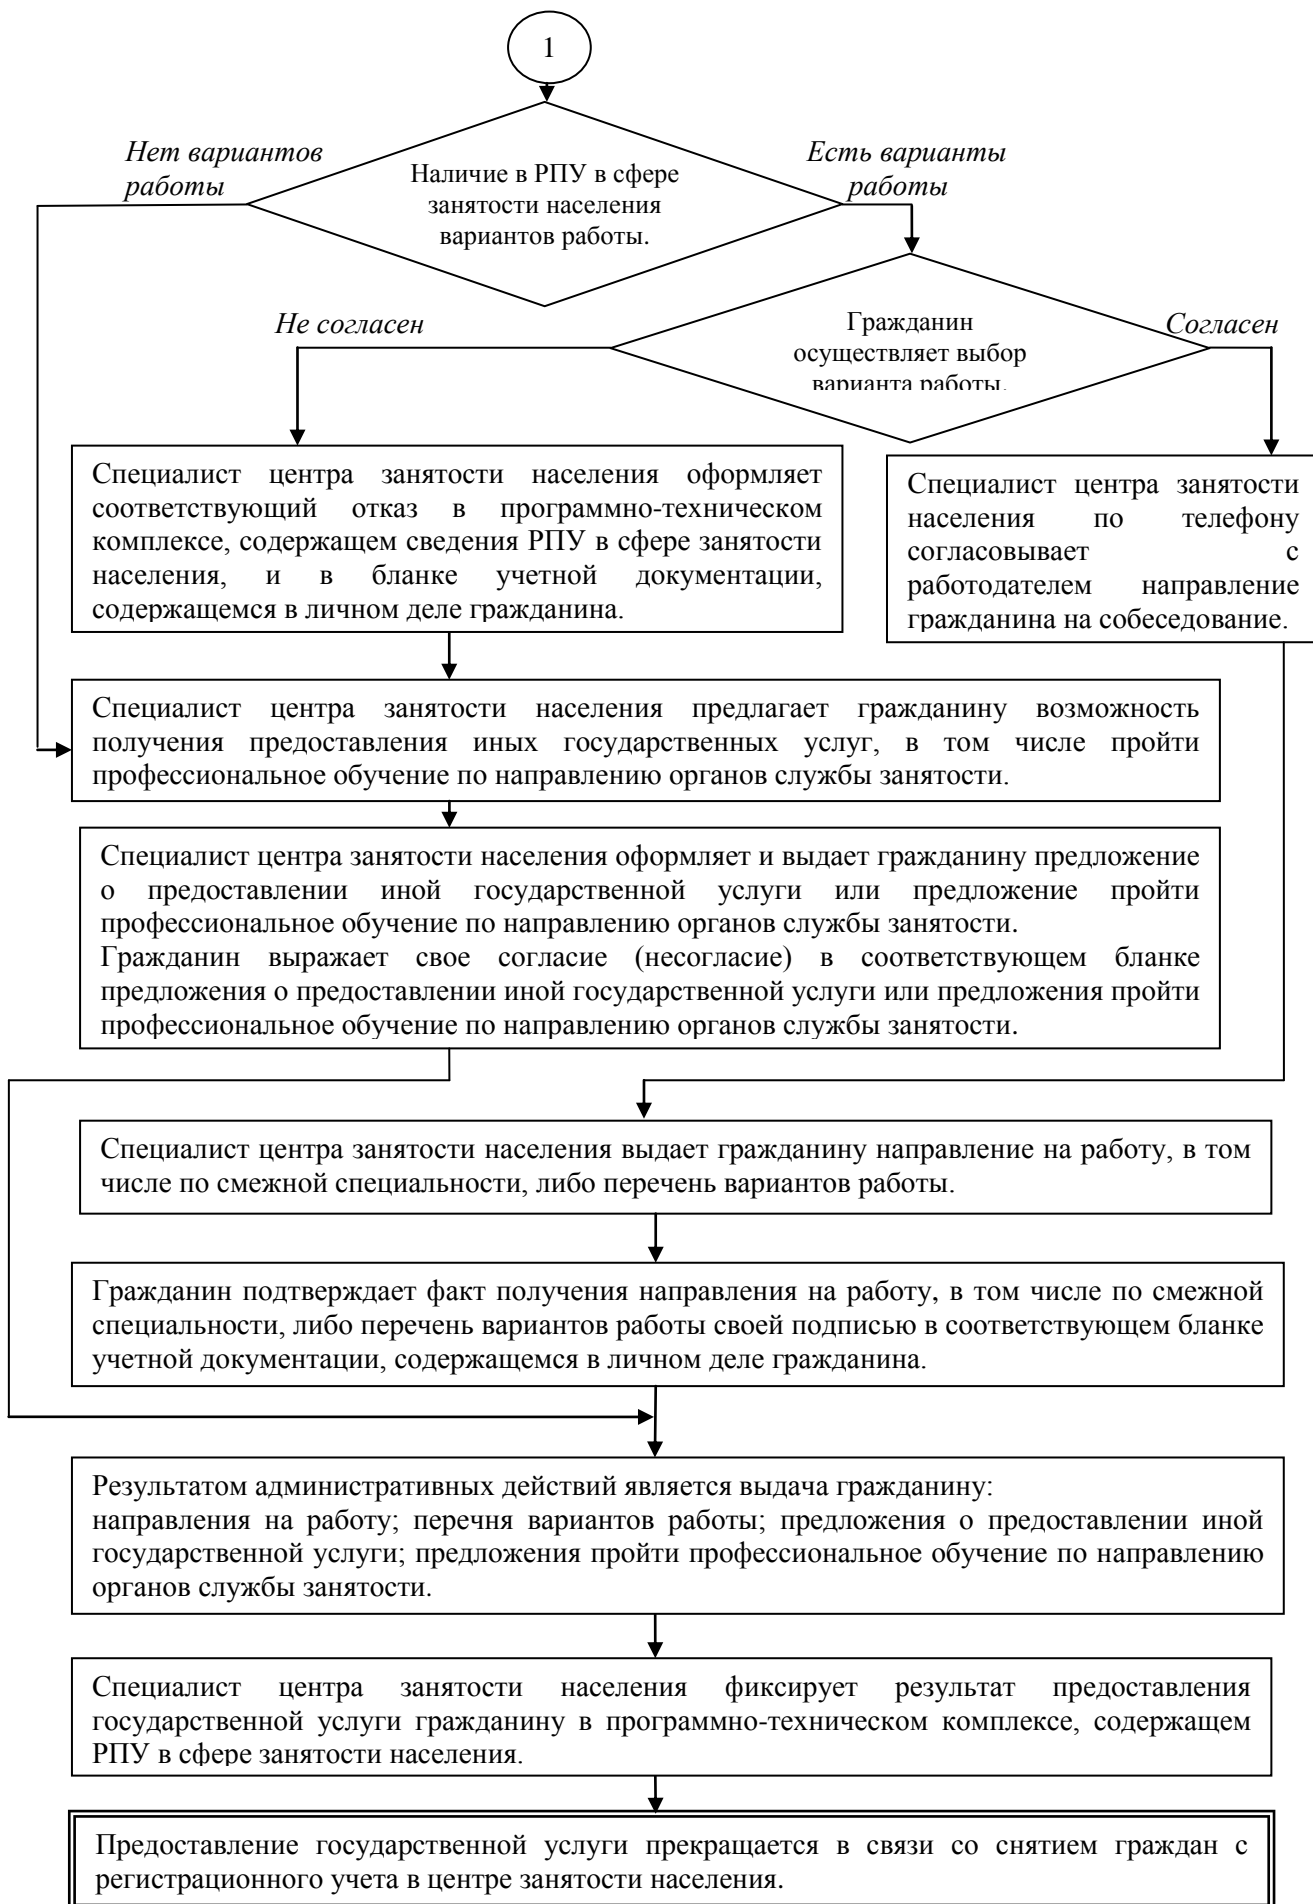 1
Нет вариантов
работы
Есть варианты
работы
Наличие в РПУ в сфере
занятости населения
вариантов работы.
Не согласен
Согласен
Гражданин
осуществляет выбор
варианта работы.
Специалист центра занятости населения оформляет
соответствующий отказ в программно-техническом
комплексе, содержащем сведения РПУ в сфере занятости
населения, и в бланке учетной документации,
содержащемся в личном деле гражданина.
Специалист центра занятости
населения по телефону
согласовывает с
работодателем направление
гражданина на собеседование.
Специалист центра занятости населения предлагает гражданину возможность
получения предоставления иных государственных услуг, в том числе пройти
профессиональное обучение по направлению органов службы занятости.
Специалист центра занятости населения оформляет и выдает гражданину предложение
о предоставлении иной государственной услуги или предложение пройти
профессиональное обучение по направлению органов службы занятости.
Гражданин выражает свое согласие (несогласие) в соответствующем бланке
предложения о предоставлении иной государственной услуги или предложения пройти
профессиональное обучение по направлению органов службы занятости.
Специалист центра занятости населения выдает гражданину направление на работу, в том
числе по смежной специальности, либо перечень вариантов работы.
Гражданин подтверждает факт получения направления на работу, в том числе по смежной
специальности, либо перечень вариантов работы своей подписью в соответствующем бланке
учетной документации, содержащемся в личном деле гражданина.
Результатом административных действий является выдача гражданину:
направления на работу; перечня вариантов работы; предложения о предоставлении иной
государственной услуги; предложения пройти профессиональное обучение по направлению
органов службы занятости.
Специалист центра занятости населения фиксирует результат предоставления
государственной услуги гражданину в программно-техническом комплексе, содержащем
РПУ в сфере занятости населения.
Предоставление государственной услуги прекращается в связи со снятием граждан с
регистрационного учета в центре занятости населения.